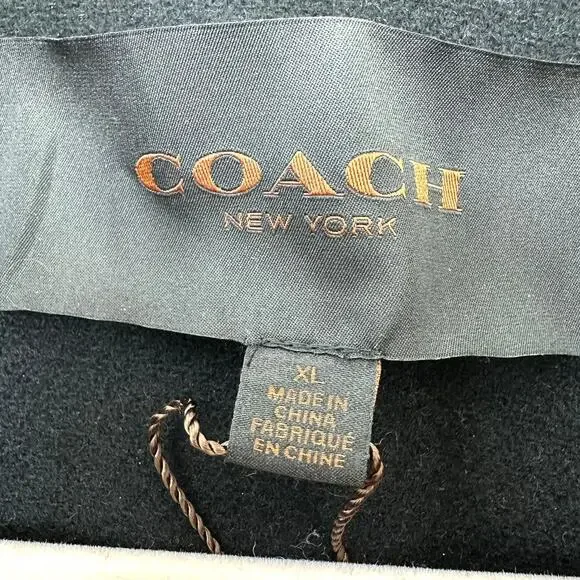 COACH
NEW YORK
XL
MADE IN
CHINA
FABRIQUÉ
EN CHINE